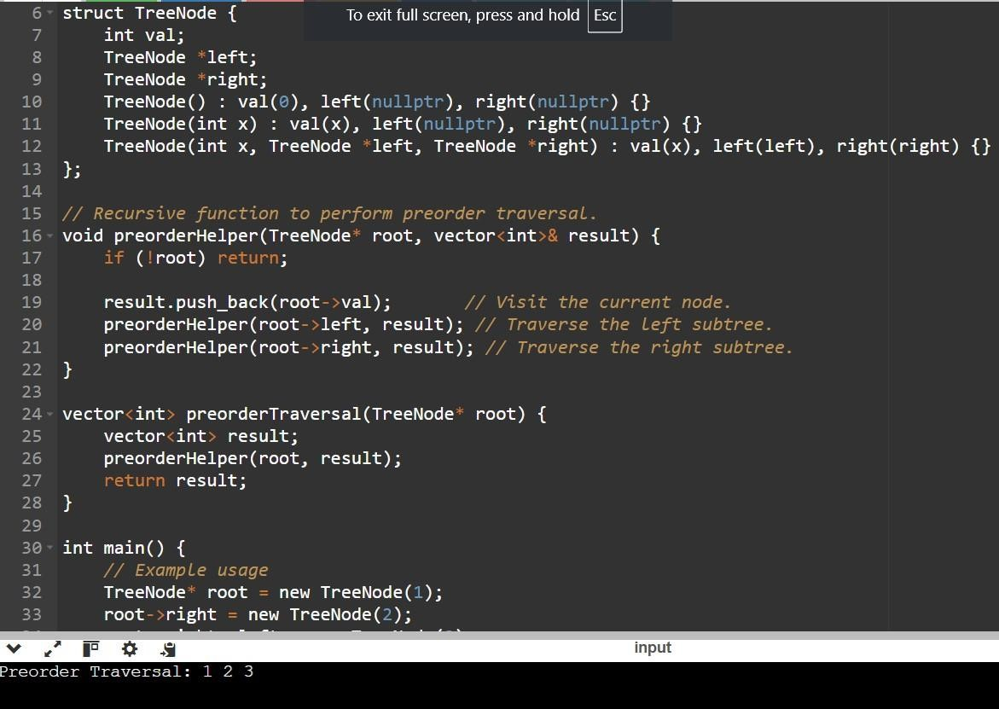 To exit full screen, press and hold Esc
6 struct TreeNode {
7     int val;
8     TreeNode *left;
9     TreeNode *right;
10     TreeNode() : val(0), left(nullptr), right(nullptr) {}
11     TreeNode(int x) : val(x), left(nullptr), right(nullptr) {}
12     TreeNode(int x, TreeNode *left, TreeNode *right) : val(x), left(left), right(right) {}
13 };
14
15 // Recursive function to perform preorder traversal.
16 void preorderHelper(TreeNode* root, vector<int>& result) {
17     if (!root) return;
18
19     result.push_back(root->val);       // Visit the current node.
20     preorderHelper(root->left, result); // Traverse the left subtree.
21     preorderHelper(root->right, result); // Traverse the right subtree.
22 }
23
24 vector<int> preorderTraversal(TreeNode* root) {
25     vector<int> result;
26     preorderHelper(root, result);
27     return result;
28 }
29
30 int main() {
31     // Example usage
32     TreeNode* root = new TreeNode(1);
33     root->right = new TreeNode(2);
input
Preorder Traversal: 1 2 3